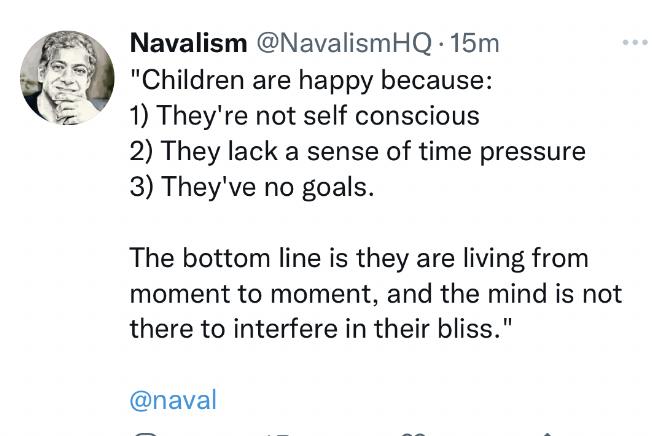 Navalism @NavalismHQ · 15m
"Children are happy because:
1) They're not self conscious
2) They lack a sense of time pressure
3) They've no goals.
The bottom line is they are living from
moment to moment, and the mind is not
there to interfere in their bliss."
@naval